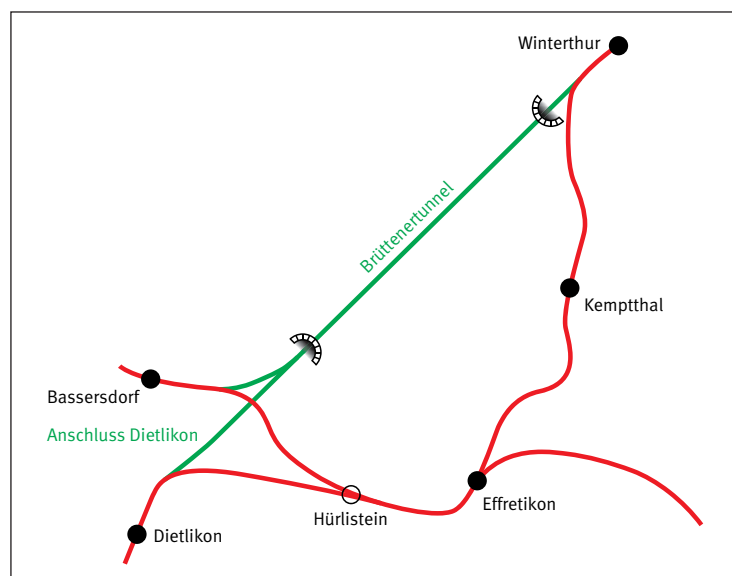 Winterthur
Brüttenertunnel
Kemptthal
Bassersdorf
Anschluss Dietlikon
Effretikon
Hürlistein
Dietlikon